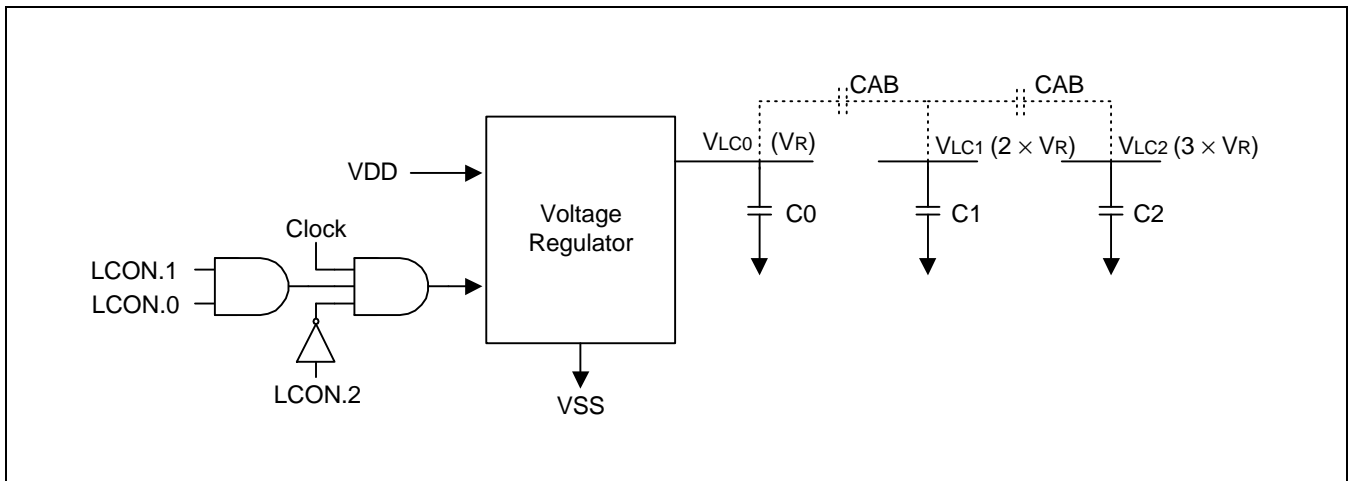 CAB
CAB
VLC0 (VR)
VLC1 (2 × VR)
VLC2 (3 × VR)
VDD
Voltage
Regulator
C0
C1
C2
Clock
LCON.1
LCON.0
LCON.2
VSS